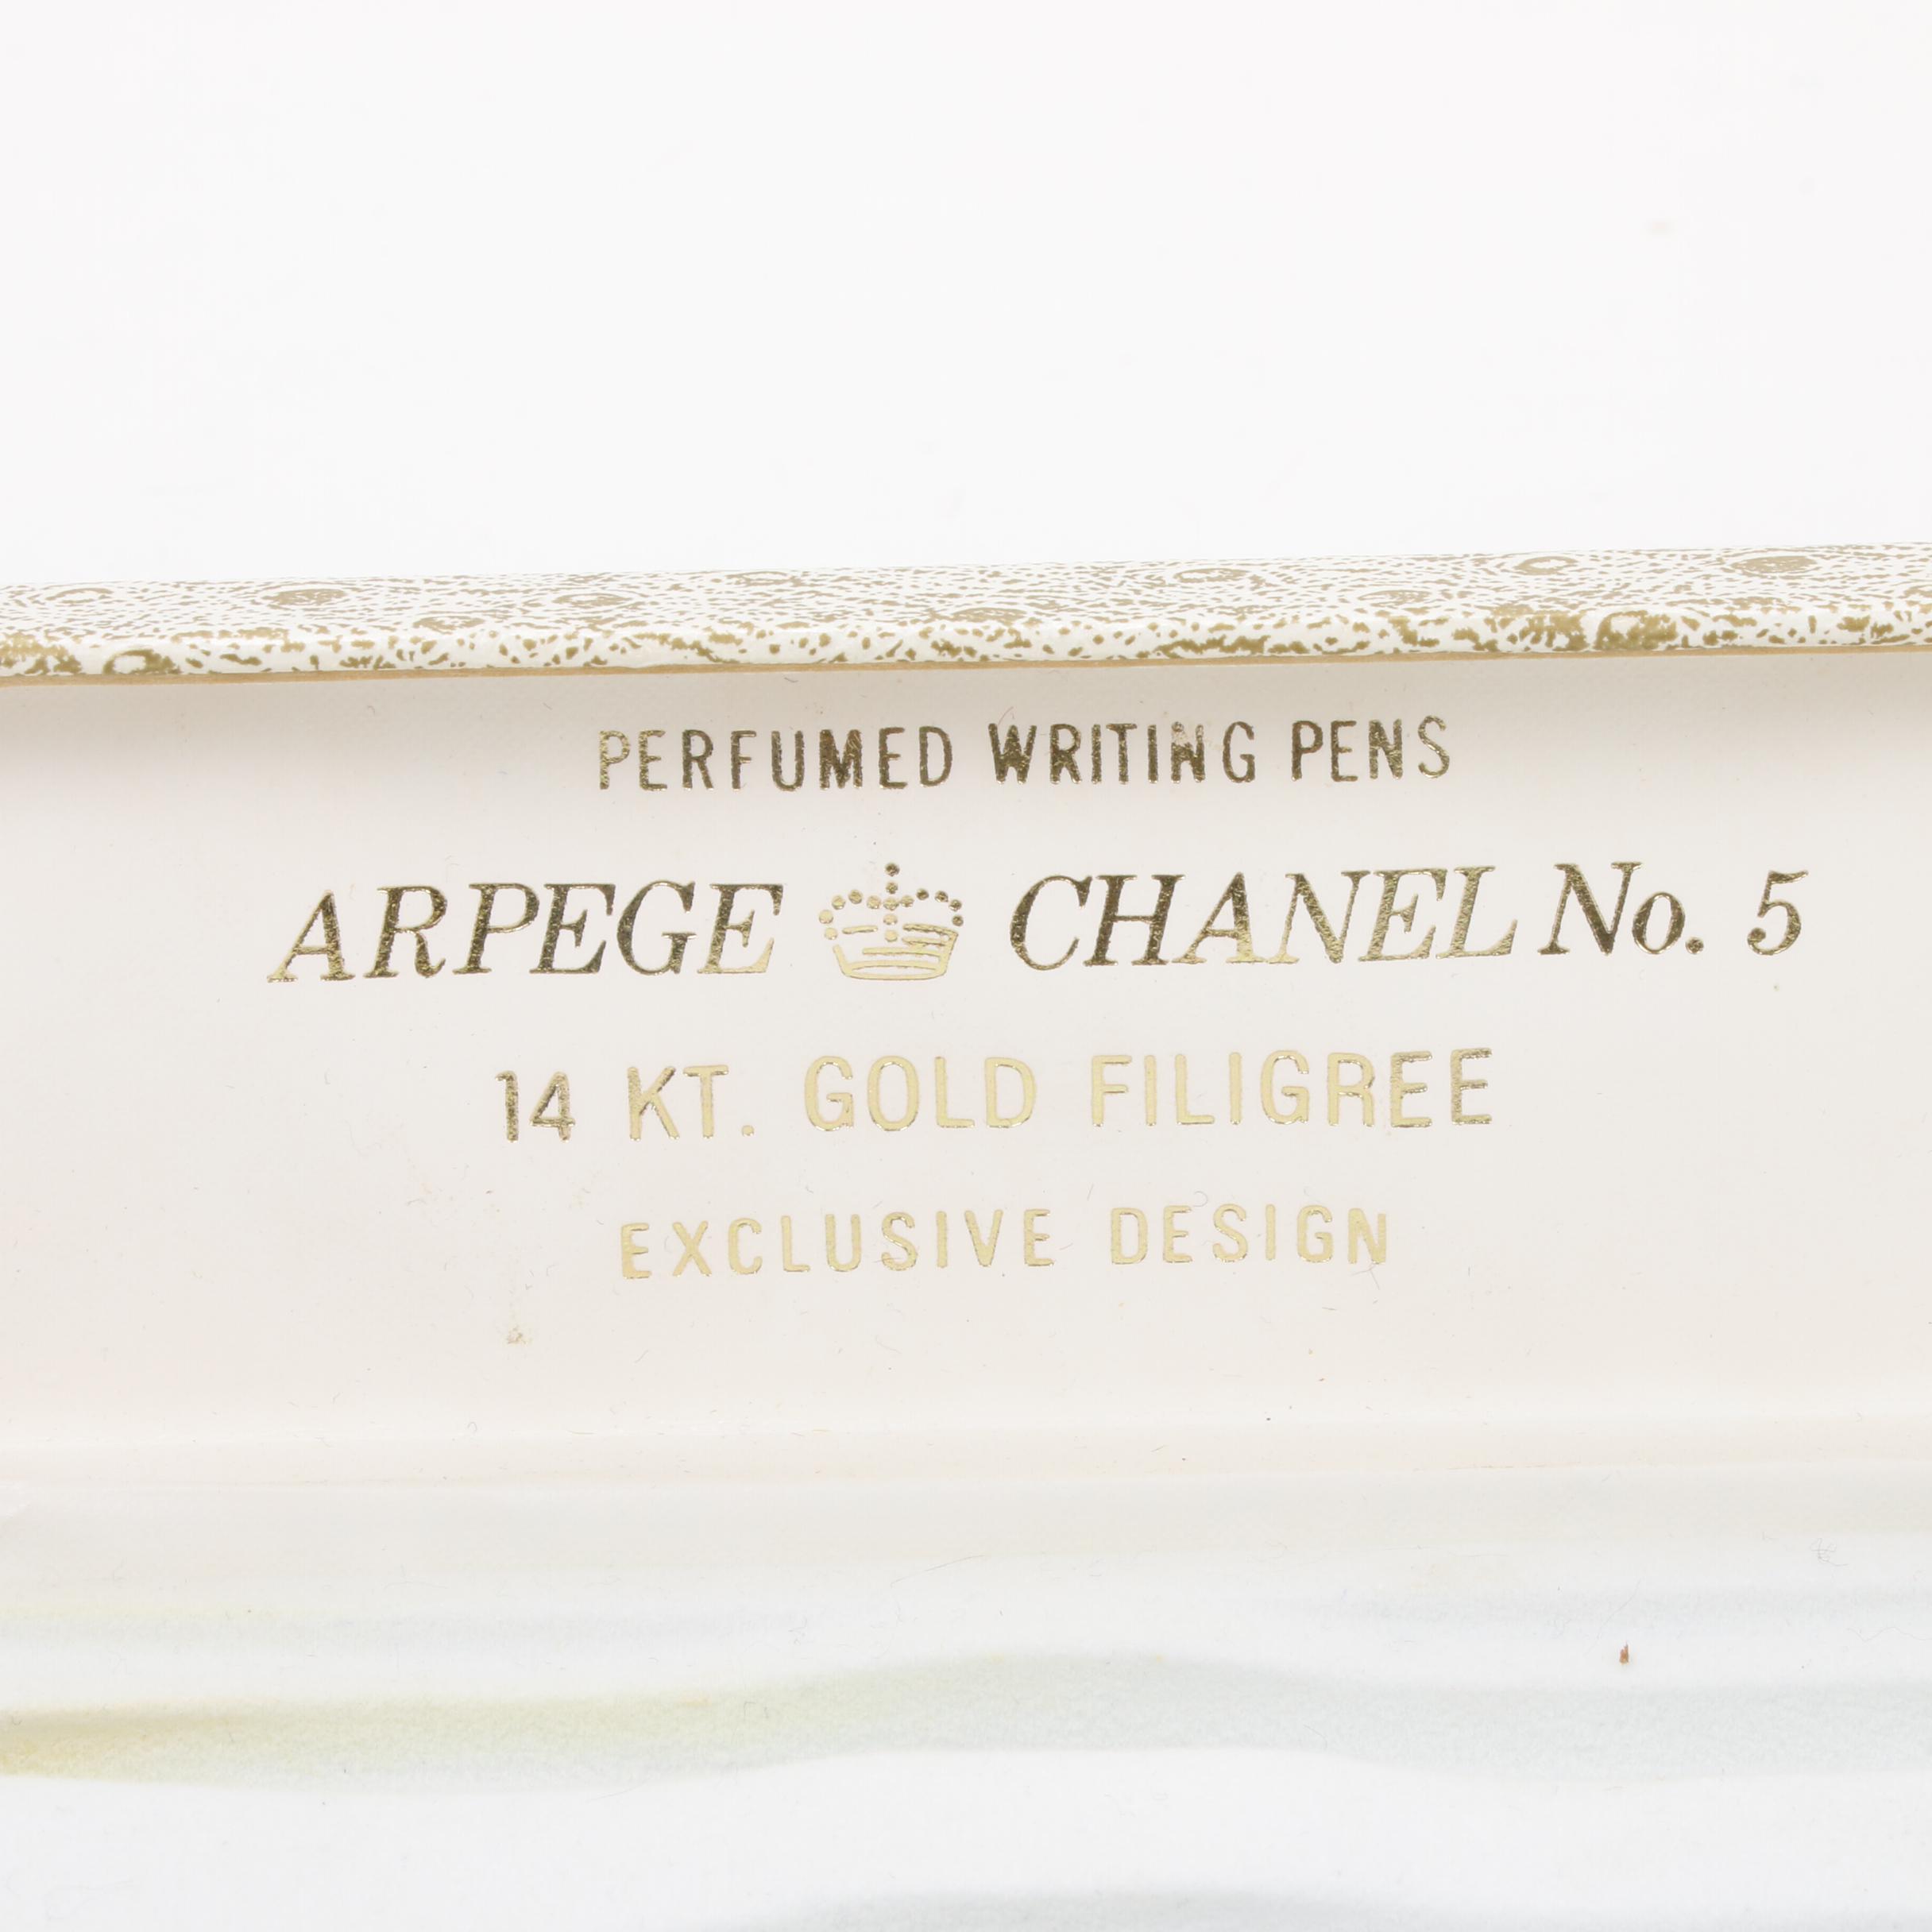 PERFUMED WRITING PENS
ARPEGE CHANEL No. 5
14 KT. GOLD FILIGREE
EXCLUSIVE DESIGN